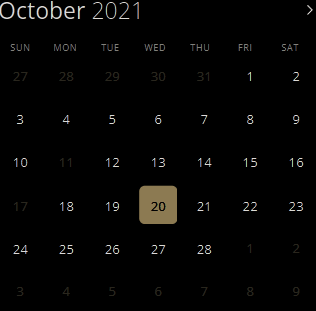 October 2021 >
SUN MON TUE WED THU FRI SAT
27 28 29 30 31 1 2
3 4 5 6 7 8 9
10 11 12 13 14 15 16
17 18 19 20 21 22 23
24 25 26 27 28 1 2
3 4 5 6 7 8 9